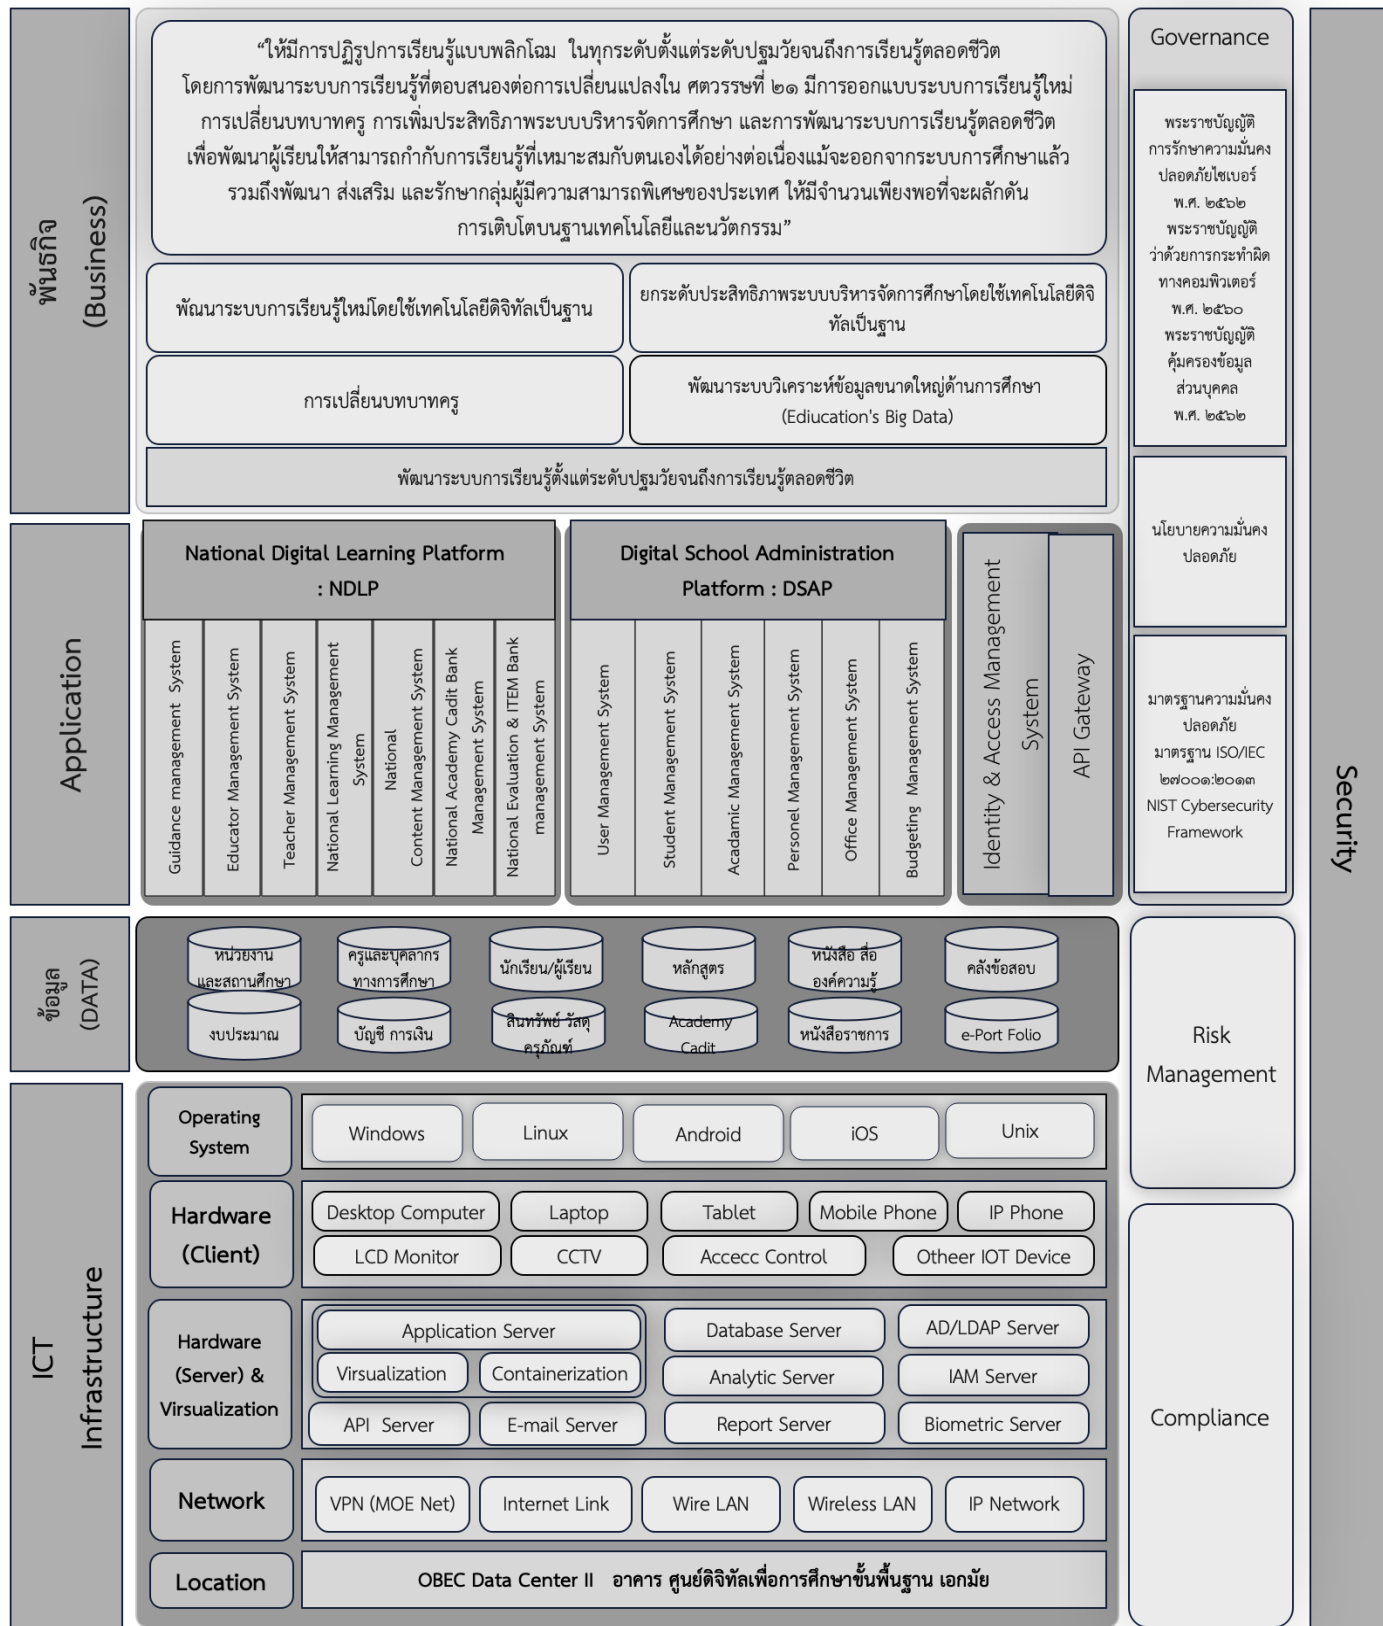 พันธกิจ
(Business)
“ให้มีการปฏิรูปการเรียนรู้แบบพลิกโฉม ในทุกระดับตั้งแต่ระดับปฐมวัยจนถึงการเรียนรู้ตลอดชีวิต
โดยการพัฒนาระบบการเรียนรู้ที่ตอบสนองต่อการเปลี่ยนแปลงใน ศตวรรษที่ ๒๑ มีการออกแบบระบบการเรียนรู้ใหม่
การเปลี่ยนบทบาทครู การเพิ่มประสิทธิภาพระบบบริหารจัดการศึกษา และการพัฒนาระบบการเรียนรู้ตลอดชีวิต
เพื่อพัฒนาผู้เรียนให้สามารถกำกับการเรียนรู้ที่เหมาะสมกับตนเองได้อย่างต่อเนื่องแม้จะออกจากระบบการศึกษาแล้ว
รวมถึงพัฒนา ส่งเสริม และรักษากลุ่มผู้มีความสามารถพิเศษของประเทศ ให้มีจำนวนเพียงพอที่จะผลักดัน
การเติบโตบนฐานเทคโนโลยีและนวัตกรรม”
พัฒนาระบบการเรียนรู้ใหม่โดยใช้เทคโนโลยีดิจิทัลเป็นฐาน
ยกระดับประสิทธิภาพระบบบริหารจัดการศึกษาโดยใช้เทคโนโลยีดิจิ
ทัลเป็นฐาน
การเปลี่ยนบทบาทครู
พัฒนาระบบวิเคราะห์ข้อมูลขนาดใหญ่ด้านการศึกษา
(Ediucation's Big Data)
พัฒนาระบบการเรียนรู้ตั้งแต่ระดับปฐมวัยจนถึงการเรียนรู้ตลอดชีวิต
Application
National Digital Learning Platform
: NDLP
Guidance management System
Educator Management System
Teacher Management System
National Learning Management
System
National
Content Management System
National Academy Cadit Bank
Management System
National Evaluation & ITEM Bank
management System
Digital School Administration
Platform : DSAP
User Management System
Student Management System
Acadamic Management System
Personel Management System
Office Management System
Budgeting Management System
Identity & Access Management
System
API Gateway
ข้อมูล
(DATA)
หน่วยงาน
และสถานศึกษา
ครูและบุคลากร
ทางการศึกษา
นักเรียน/ผู้เรียน
หลักสูตร
หนังสือ สื่อ
องค์ความรู้
คลังข้อสอบ
งบประมาณ
บัญชี การเงิน
สินทรัพย์ วัสดุ
ครุภัณฑ์
Academy
Cadit
หนังสือราชการ
e-Port Folio
ICT
Infrastructure
Operating
System
Windows
Linux
Android
iOS
Unix
Hardware
(Client)
Desktop Computer
Laptop
Tablet
Mobile Phone
IP Phone
LCD Monitor
CCTV
Accecc Control
Otheer IOT Device
Hardware
(Server) &
Virsualization
Application Server
Virsualization
Containerization
API Server
E-mail Server
Database Server
Analytic Server
Report Server
AD/LDAP Server
IAM Server
Biometric Server
Network
VPN (MOE Net)
Internet Link
Wire LAN
Wireless LAN
IP Network
Location
OBEC Data Center II อาคาร ศูนย์ดิจิทัลเพื่อการศึกษาขั้นพื้นฐาน เอกมัย
Governance
พระราชบัญญัติ
การรักษาความมั่นคง
ปลอดภัยไซเบอร์
พ.ศ. ๒๕๖๒
พระราชบัญญัติ
ว่าด้วยการกระทำผิด
ทางคอมพิวเตอร์
พ.ศ. ๒๕๖๐
พระราชบัญญัติ
คุ้มครองข้อมูล
ส่วนบุคคล
พ.ศ. ๒๕๖๒
นโยบายความมั่นคง
ปลอดภัย
มาตรฐานความมั่นคง
ปลอดภัย
มาตรฐาน ISO/IEC
๒๗๐๐๑:๒๐๑๓
NIST Cybersecurity
Framework
Risk
Management
Compliance
Security